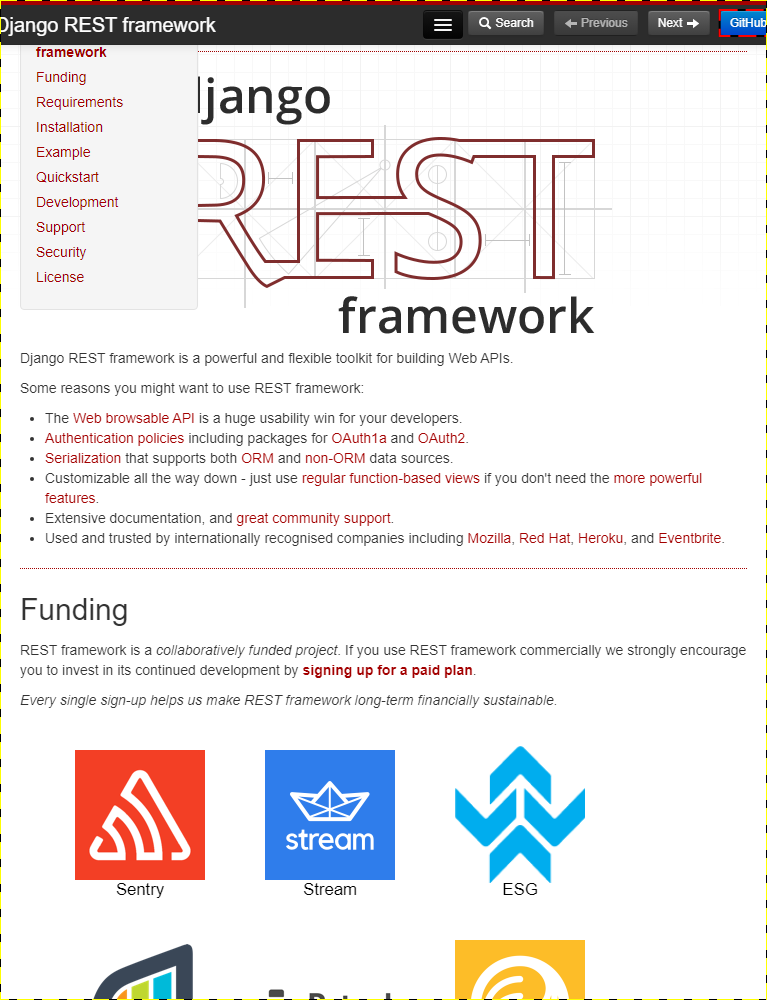 Django REST framework
Search
Previous
Next
GitHub
framework
Funding
Requirements
Installation
Example
Quickstart
Development
Support
Security
License
django
REST
framework
Django REST framework is a powerful and flexible toolkit for building Web APIs.
Some reasons you might want to use REST framework:
The Web browsable API is a huge usability win for your developers.
Authentication policies including packages for OAuth1a and OAuth2.
Serialization that supports both ORM and non-ORM data sources.
Customizable all the way down - just use regular function-based views if you don't need the more powerful
features.
Extensive documentation, and great community support.
Used and trusted by internationally recognised companies including Mozilla, Red Hat, Heroku, and Eventbrite.
Funding
REST framework is a collaboratively funded project. If you use REST framework commercially we strongly encourage
you to invest in its continued development by signing up for a paid plan.
Every single sign-up helps us make REST framework long-term financially sustainable.
stream
Sentry
Stream
ESG